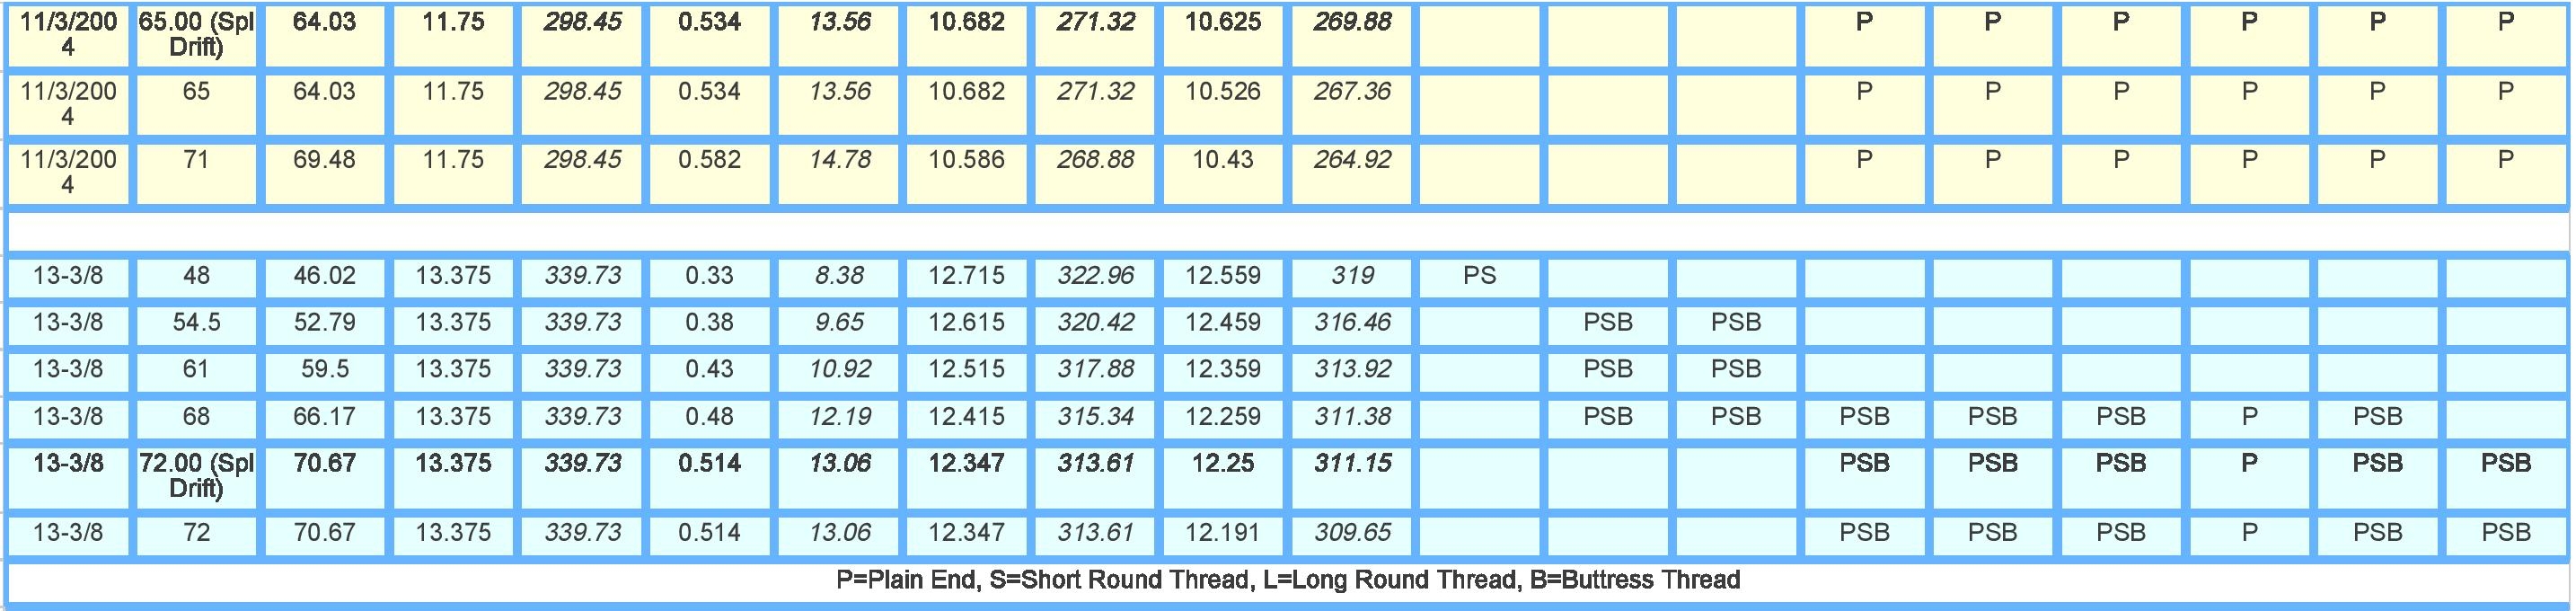 11/3/2004 65.00 (Spl Drift) 64.03 11.75 298.45 0.534 13.56 10.682 271.32 10.625 269.88 P P P P P P
11/3/2004 65 64.03 11.75 298.45 0.534 13.56 10.682 271.32 10.526 267.36 P P P P P P
11/3/2004 71 69.48 11.75 298.45 0.582 14.78 10.586 268.88 10.43 264.92 P P P P P P
13-3/8 48 46.02 13.375 339.73 0.33 8.38 12.715 322.96 12.559 319 PS
13-3/8 54.5 52.79 13.375 339.73 0.38 9.65 12.615 320.42 12.459 316.46 PSB PSB
13-3/8 61 59.5 13.375 339.73 0.43 10.92 12.515 317.88 12.359 313.92 PSB PSB
13-3/8 68 66.17 13.375 339.73 0.48 12.19 12.415 315.34 12.259 311.38 PSB PSB PSB PSB PSB P PSB
13-3/8 72.00 (Spl Drift) 70.67 13.375 339.73 0.514 13.06 12.347 313.61 12.25 311.15 PSB PSB PSB P PSB PSB
13-3/8 72 70.67 13.375 339.73 0.514 13.06 12.347 313.61 12.191 309.65 PSB PSB PSB P PSB PSB
P=Plain End, S=Short Round Thread, L=Long Round Thread, B=Buttress Thread